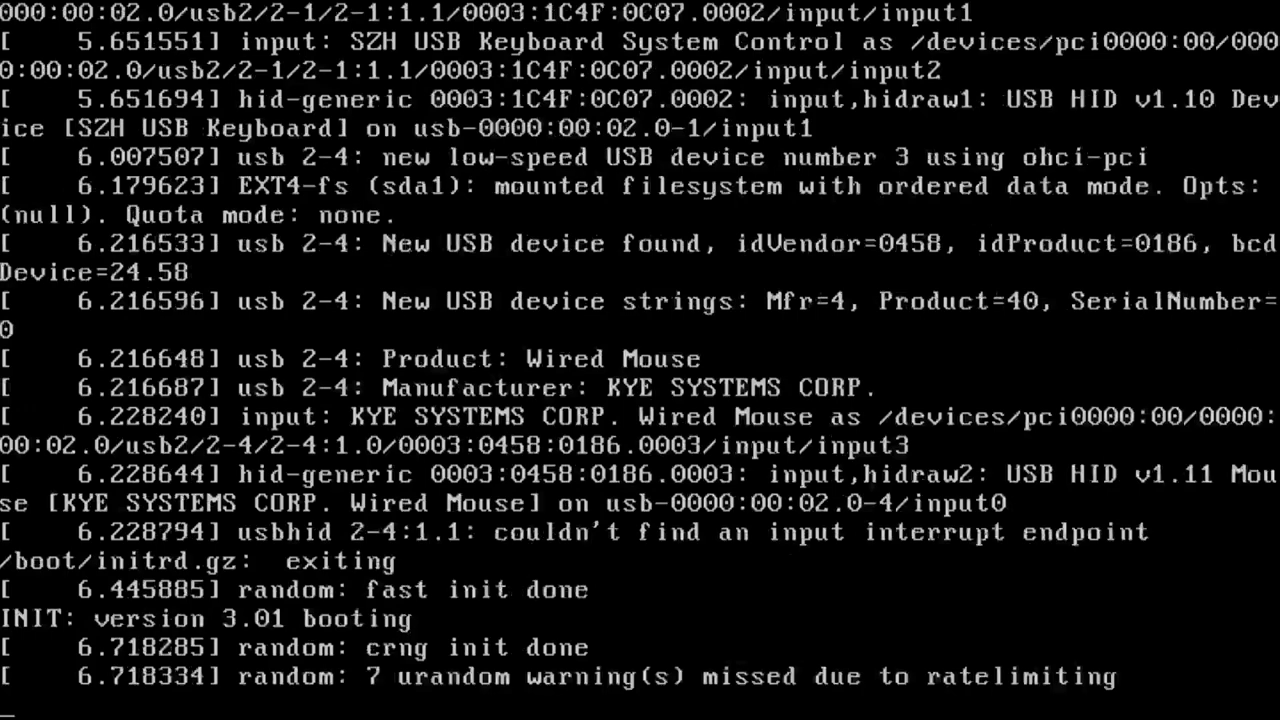 000:00:02.0/usb2/2-1/2-1:1.1/0003:1C4F:0C07.0002/input/input1
[    5.651551] input: SZH USB Keyboard System Control as /devices/pci0000:00/000
0:00:02.0/usb2/2-1/2-1:1.1/0003:1C4F:0C07.0002/input/input2
[    5.651694] hid-generic 0003:1C4F:0C07.0002: input,hidraw1: USB HID v1.10 Dev
ice [SZH USB Keyboard] on usb-0000:00:02.0-1/input1
[    6.007507] usb 2-4: new low-speed USB device number 3 using ohci-pci
[    6.179623] EXT4-fs (sda1): mounted filesystem with ordered data mode. Opts:
(null). Quota mode: none.
[    6.216533] usb 2-4: New USB device found, idVendor=0458, idProduct=0186, bcd
Device=24.58
[    6.216596] usb 2-4: New USB device strings: Mfr=4, Product=40, SerialNumber=
0
[    6.216648] usb 2-4: Product: Wired Mouse
[    6.216687] usb 2-4: Manufacturer: KYE SYSTEMS CORP.
[    6.228240] input: KYE SYSTEMS CORP. Wired Mouse as /devices/pci0000:00/0000:
00:02.0/usb2/2-4/2-4:1.0/0003:0458:0186.0003/input/input3
[    6.228644] hid-generic 0003:0458:0186.0003: input,hidraw2: USB HID v1.11 Mou
se [KYE SYSTEMS CORP. Wired Mouse] on usb-0000:00:02.0-4/input0
[    6.228794] usbhid 2-4:1.1: couldn't find an input interrupt endpoint
/boot/initrd.gz:  exiting
[    6.445885] random: fast init done
INIT: version 3.01 booting
[    6.718285] random: crng init done
[    6.718334] random: 7 urandom warning(s) missed due to ratelimiting